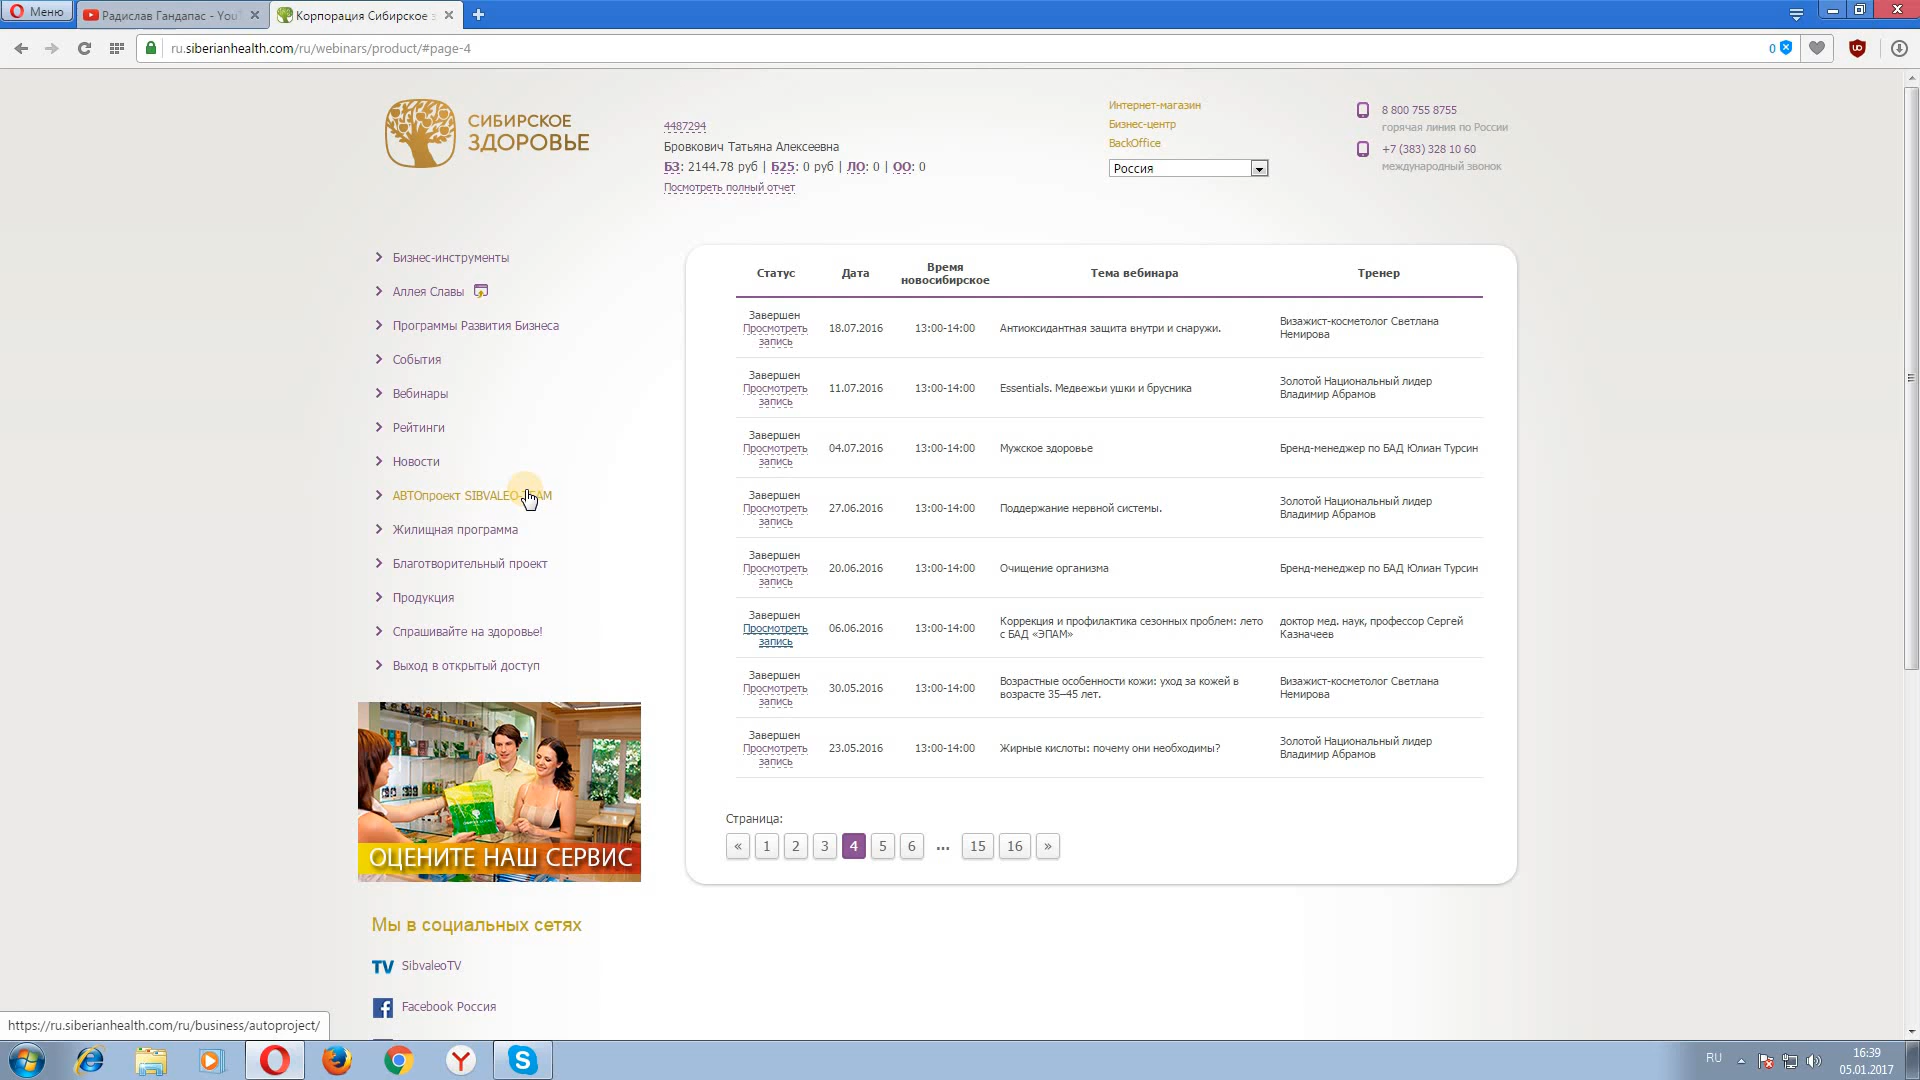 Меню
Радислав Гандапас - YouT
Корпорация Сибирское з
ru.siberianhealth.com/ru/webinars/product/#page-4
0
СИБИРСКОЕ
ЗДОРОВЬЕ
4487294
Бровкович Татьяна Алексеевна
БЗ: 2144.78 руб | Б25: 0 руб | ЛО: 0 | ОО: 0
Посмотреть полный отчет
Интернет-магазин
Бизнес-центр
BackOffice
Россия
8 800 755 8755
горячая линия по России
+7 (383) 328 10 60
международный звонок
Бизнес-инструменты
Аллея Славы
Программы Развития Бизнеса
События
Вебинары
Рейтинги
Новости
АВТОпроект SIBVALEO-TEAM
Жилищная программа
Благотворительный проект
Продукция
Спрашивайте на здоровье!
Выход в открытый доступ
ОЦЕНИТЕ НАШ СЕРВИС
Мы в социальных сетях
TV SibvaleoTV
Facebook Россия
Статус Дата Время новосибирское Тема вебинара Тренер
Завершен
Просмотреть запись 18.07.2016 13:00-14:00 Антиоксидантная защита внутри и снаружи. Визажист-косметолог Светлана Немирова
Завершен
Просмотреть запись 11.07.2016 13:00-14:00 Essentials. Медвежьи ушки и брусника Золотой Национальный лидер Владимир Абрамов
Завершен
Просмотреть запись 04.07.2016 13:00-14:00 Мужское здоровье Бренд-менеджер по БАД Юлиан Турсин
Завершен
Просмотреть запись 27.06.2016 13:00-14:00 Поддержание нервной системы. Золотой Национальный лидер Владимир Абрамов
Завершен
Просмотреть запись 20.06.2016 13:00-14:00 Очищение организма Бренд-менеджер по БАД Юлиан Турсин
Завершен
Просмотреть запись 06.06.2016 13:00-14:00 Коррекция и профилактика сезонных проблем: лето с БАД «ЭПАМ» доктор мед. наук, профессор Сергей Казначеев
Завершен
Просмотреть запись 30.05.2016 13:00-14:00 Возрастные особенности кожи: уход за кожей в возрасте 35–45 лет. Визажист-косметолог Светлана Немирова
Завершен
Просмотреть запись 23.05.2016 13:00-14:00 Жирные кислоты: почему они необходимы? Золотой Национальный лидер Владимир Абрамов
Страница:
« 1 2 3 4 5 6 ... 15 16 »
https://ru.siberianhealth.com/ru/business/autoproject/
RU
16:39
05.01.2017